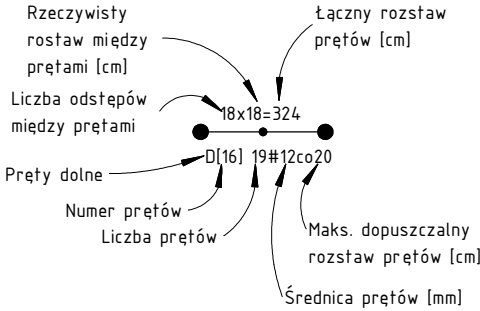 Rzeczywisty
rostaw między
prętami [cm]
Łączny rozstaw
prętów [cm]
Liczba odstępów
między prętami
18x18=324
D[16] 19#12co20
Pręty dolne
Numer prętów
Liczba prętów
Maks. dopuszczalny
rozstaw prętów [cm]
Średnica prętów [mm]